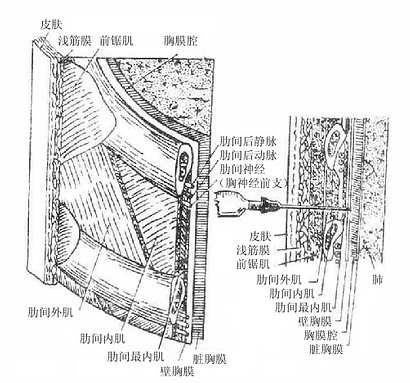 皮肤
浅筋膜
前锯肌
胸膜腔
肋间后静脉
肋间后动脉
肋间神经
(胸神经前支)
皮肤
浅筋膜
前锯肌
肋间外肌
肋间内肌
肋间最内肌
壁胸膜
胸膜腔
脏胸膜
肺
肋间外肌
肋间内肌
肋间最内肌
壁胸膜
脏胸膜